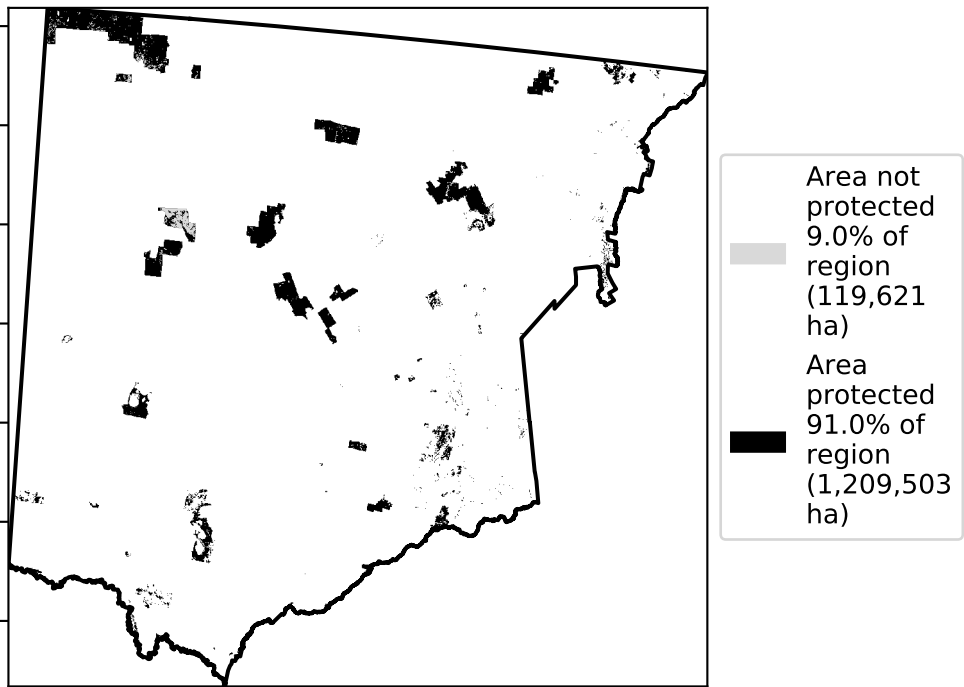 Area not
protected
9.0% of
region
(119,621
ha)
Area
protected
91.0% of
region
(1,209,503
ha)